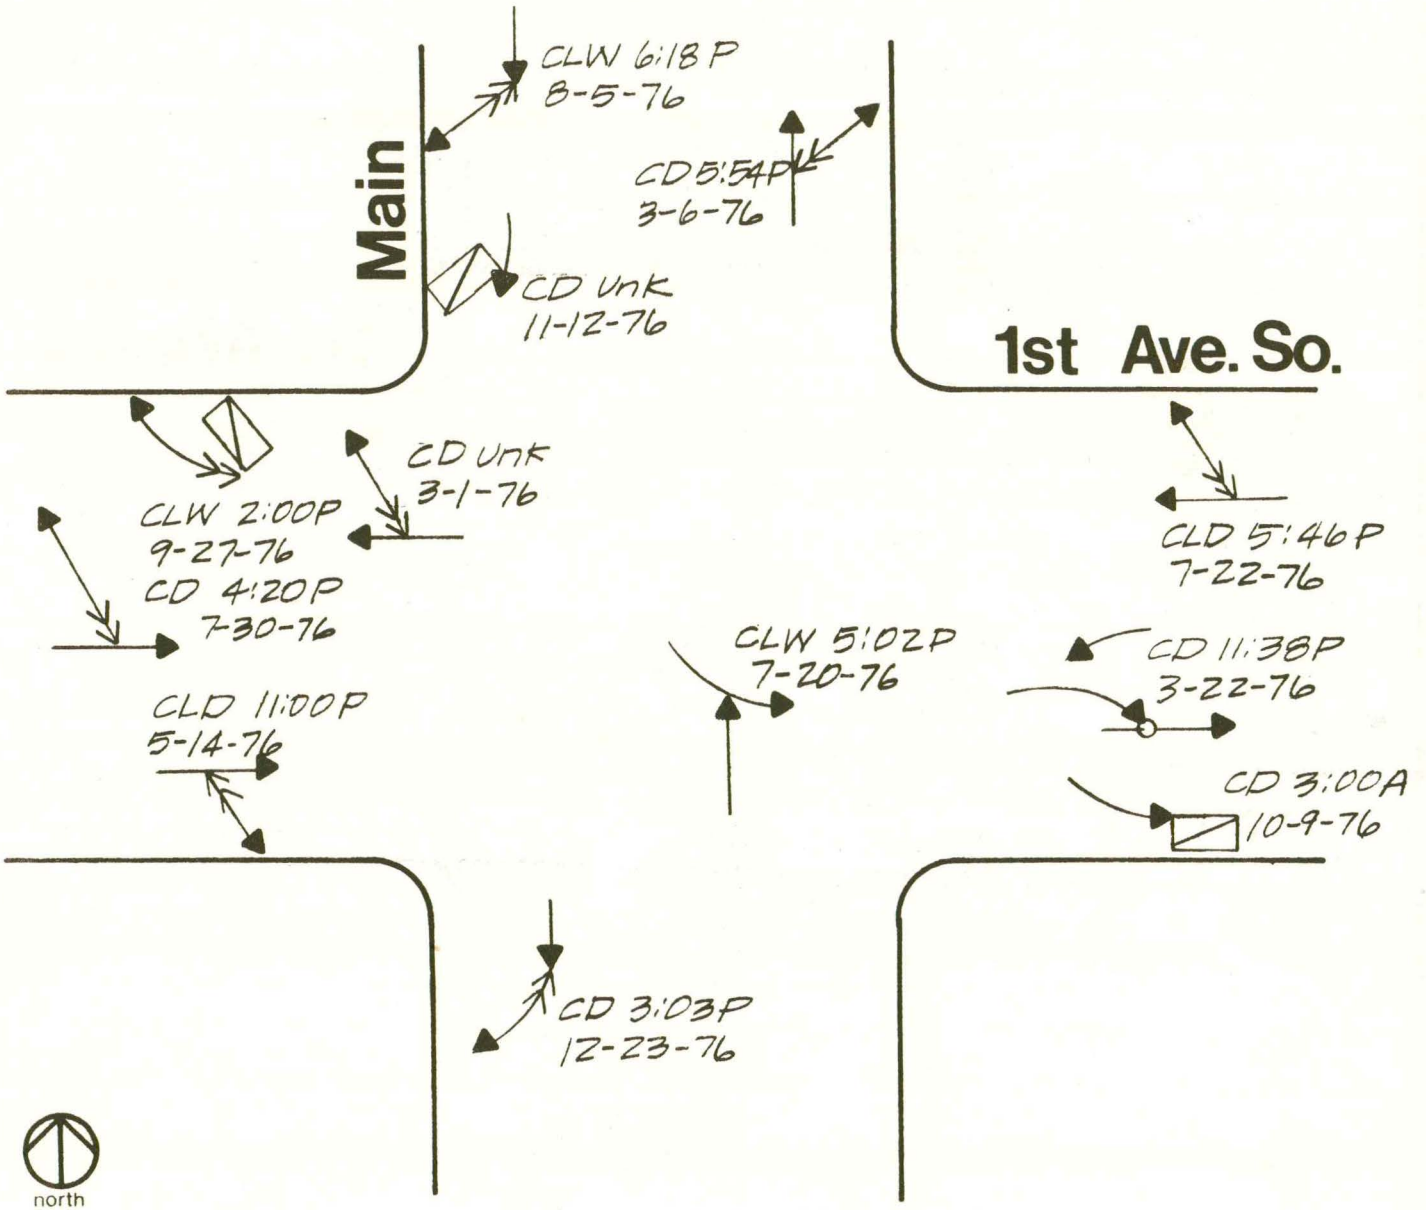 CLW 6:18 P
8-5-76
Main
CD 5:54P
3-6-76
CD Unk
11-12-76
1st Ave. So.
CD Unk
3-1-76
CLW 2:00P
9-27-76
CD 4:20P
7-30-76
CLD 5:46P
7-22-76
CLW 5:02P
7-20-76
CD 11:38P
3-22-76
CLD 11:00P
5-14-76
CD 3:00A
10-9-76
CD 3:03P
12-23-76
north